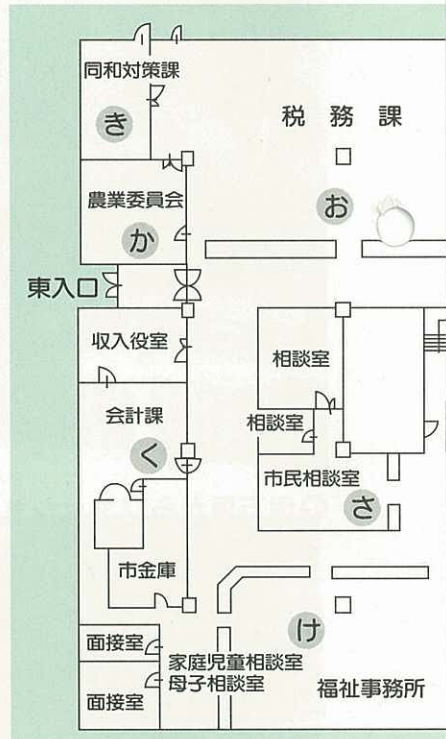 同和対策課
き
税務課
農業委員会
か
お
東入口
収入役室
相談室
会計課
相談室
く
市民相談室
さ
市金庫
け
面接室
家庭児童相談室
母子相談室
福祉事務所
面接室